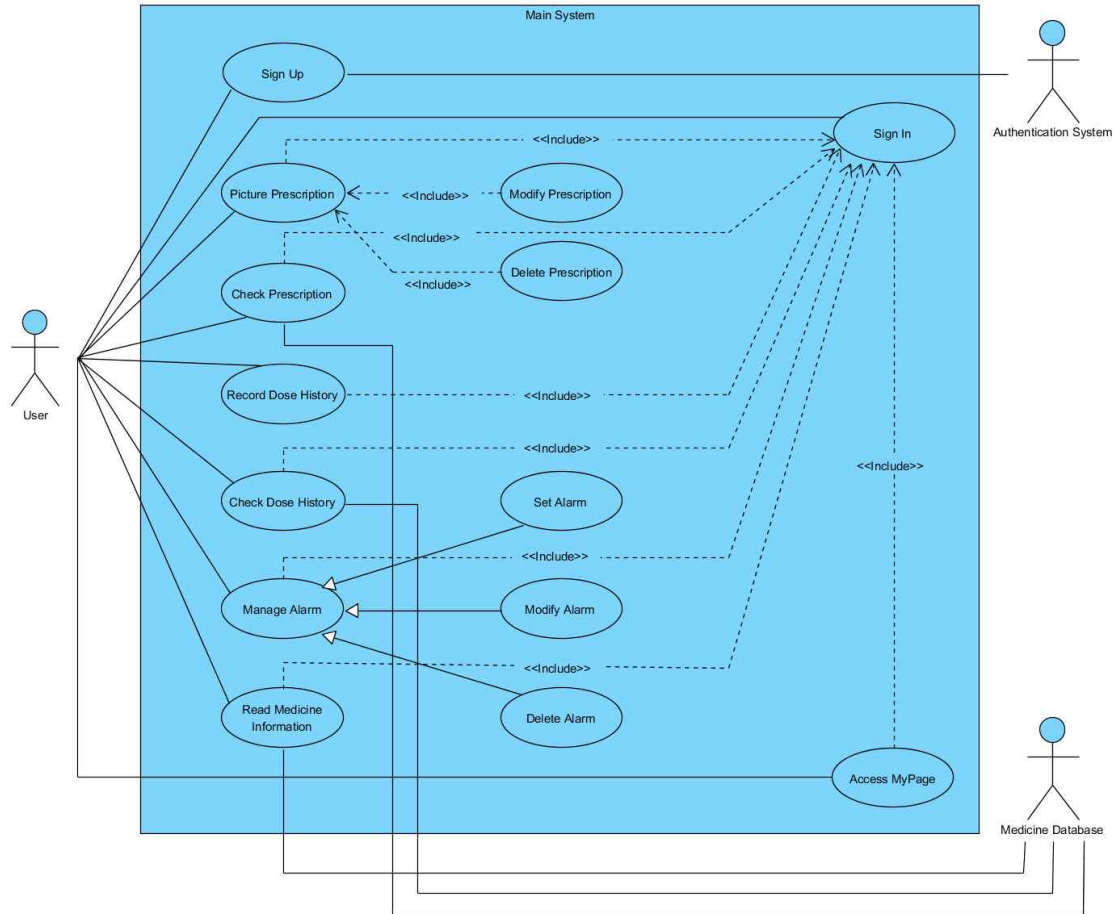 Main System
Sign Up
Authentication System
Sign In
<<Include>>
Picture Prescription
<<Include>>
Modify Prescription
<<Include>>
Delete Prescription
<<Include>>
Check Prescription
User
Record Dose History
<<Include>>
<<Include>>
<<Include>>
Check Dose History
Set Alarm
<<Include>>
Manage Alarm
Modify Alarm
<<Include>>
Read Medicine
Information
Delete Alarm
Access MyPage
Medicine Database